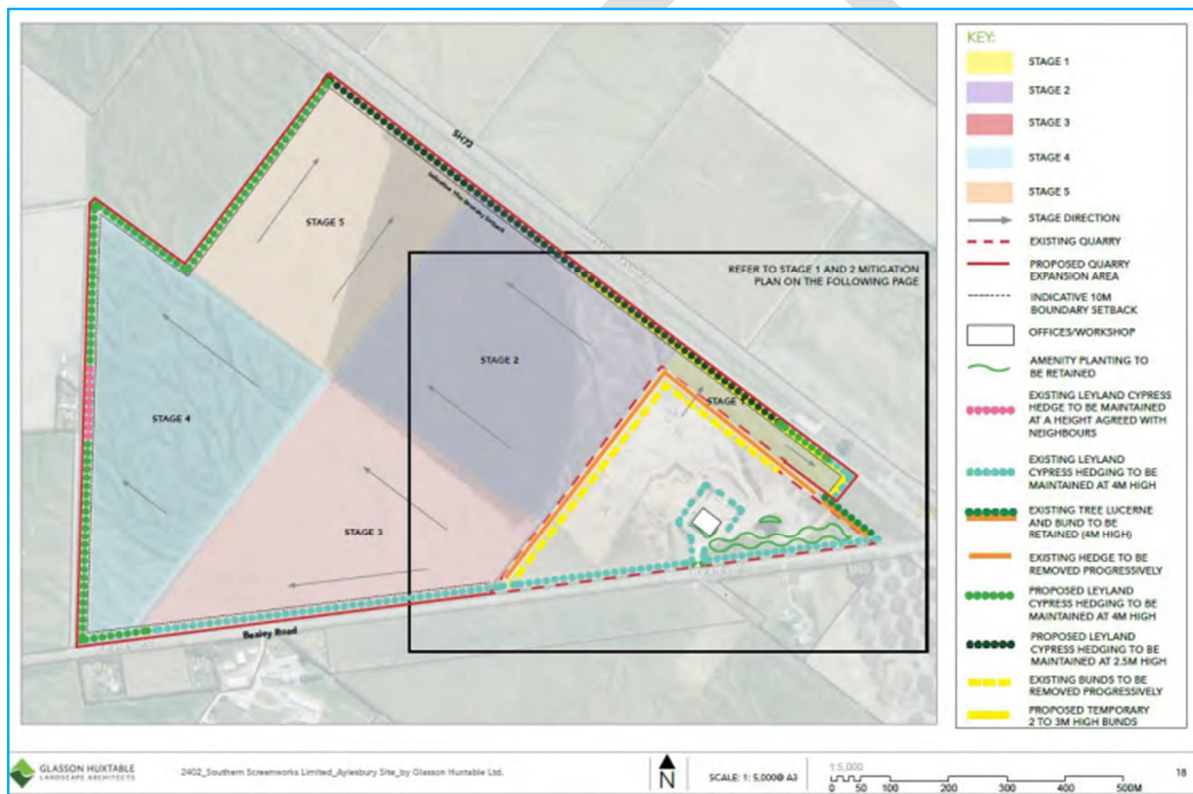 SH73
Indicative 10m Boundary Setback
STAGE 5
REFER TO STAGE 1 AND 2 MITIGATION
PLAN ON THE FOLLOWING PAGE
STAGE 2
STAGE 1
STAGE 4
STAGE 3
Bealey Road
KEY:
STAGE 1
STAGE 2
STAGE 3
STAGE 4
STAGE 5
STAGE DIRECTION
EXISTING QUARRY
PROPOSED QUARRY
EXPANSION AREA
INDICATIVE 10M
BOUNDARY SETBACK
OFFICES/WORKSHOP
AMENITY PLANTING TO
BE RETAINED
EXISTING LEYLAND CYPRESS
HEDGE TO BE MAINTAINED
AT A HEIGHT AGREED WITH
NEIGHBOURS
EXISTING LEYLAND
CYPRESS HEDGING TO BE
MAINTAINED AT 4M HIGH
EXISTING TREE LUCERNE
AND BUND TO BE
RETAINED (4M HIGH)
EXISTING HEDGE TO BE
REMOVED PROGRESSIVELY
PROPOSED LEYLAND
CYPRESS HEDGING TO BE
MAINTAINED AT 4M HIGH
PROPOSED LEYLAND
CYPRESS HEDGING TO BE
MAINTAINED AT 2.5M HIGH
EXISTING BUNDS TO BE
REMOVED PROGRESSIVELY
PROPOSED TEMPORARY
2 TO 3M HIGH BUNDS
GLASSON HUXTABLE
LANDSCAPE ARCHITECTS
2402_Southern Screenworks Limited_Aylesbury Site_by Glasson Huxtable Ltd.
N
SCALE: 1: 5,000@ A3
1:5,000
0 50 100 200 300 400 500M
18